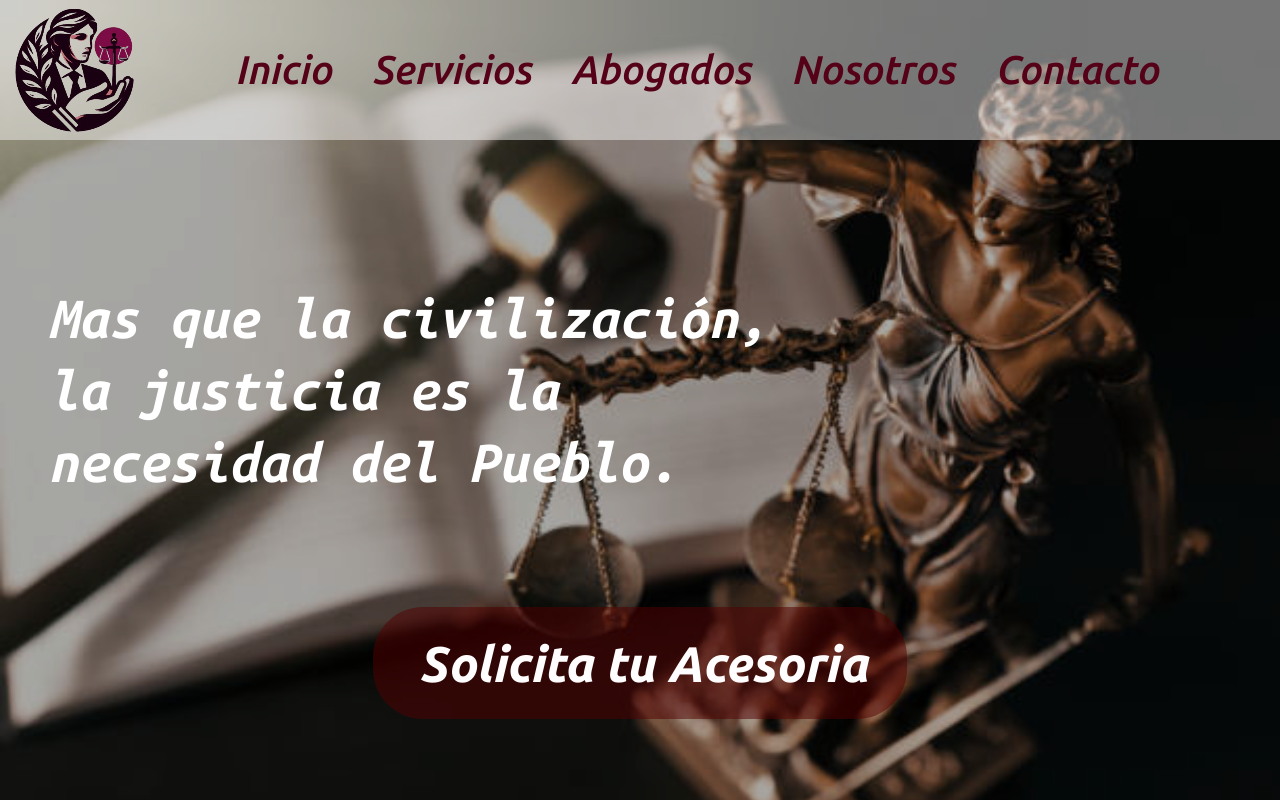 Inicio Servicios Abogados Nosotros Contacto
Mas que la civilización,
la justicia es la
necesidad del Pueblo.
Solicita tu Acesoria